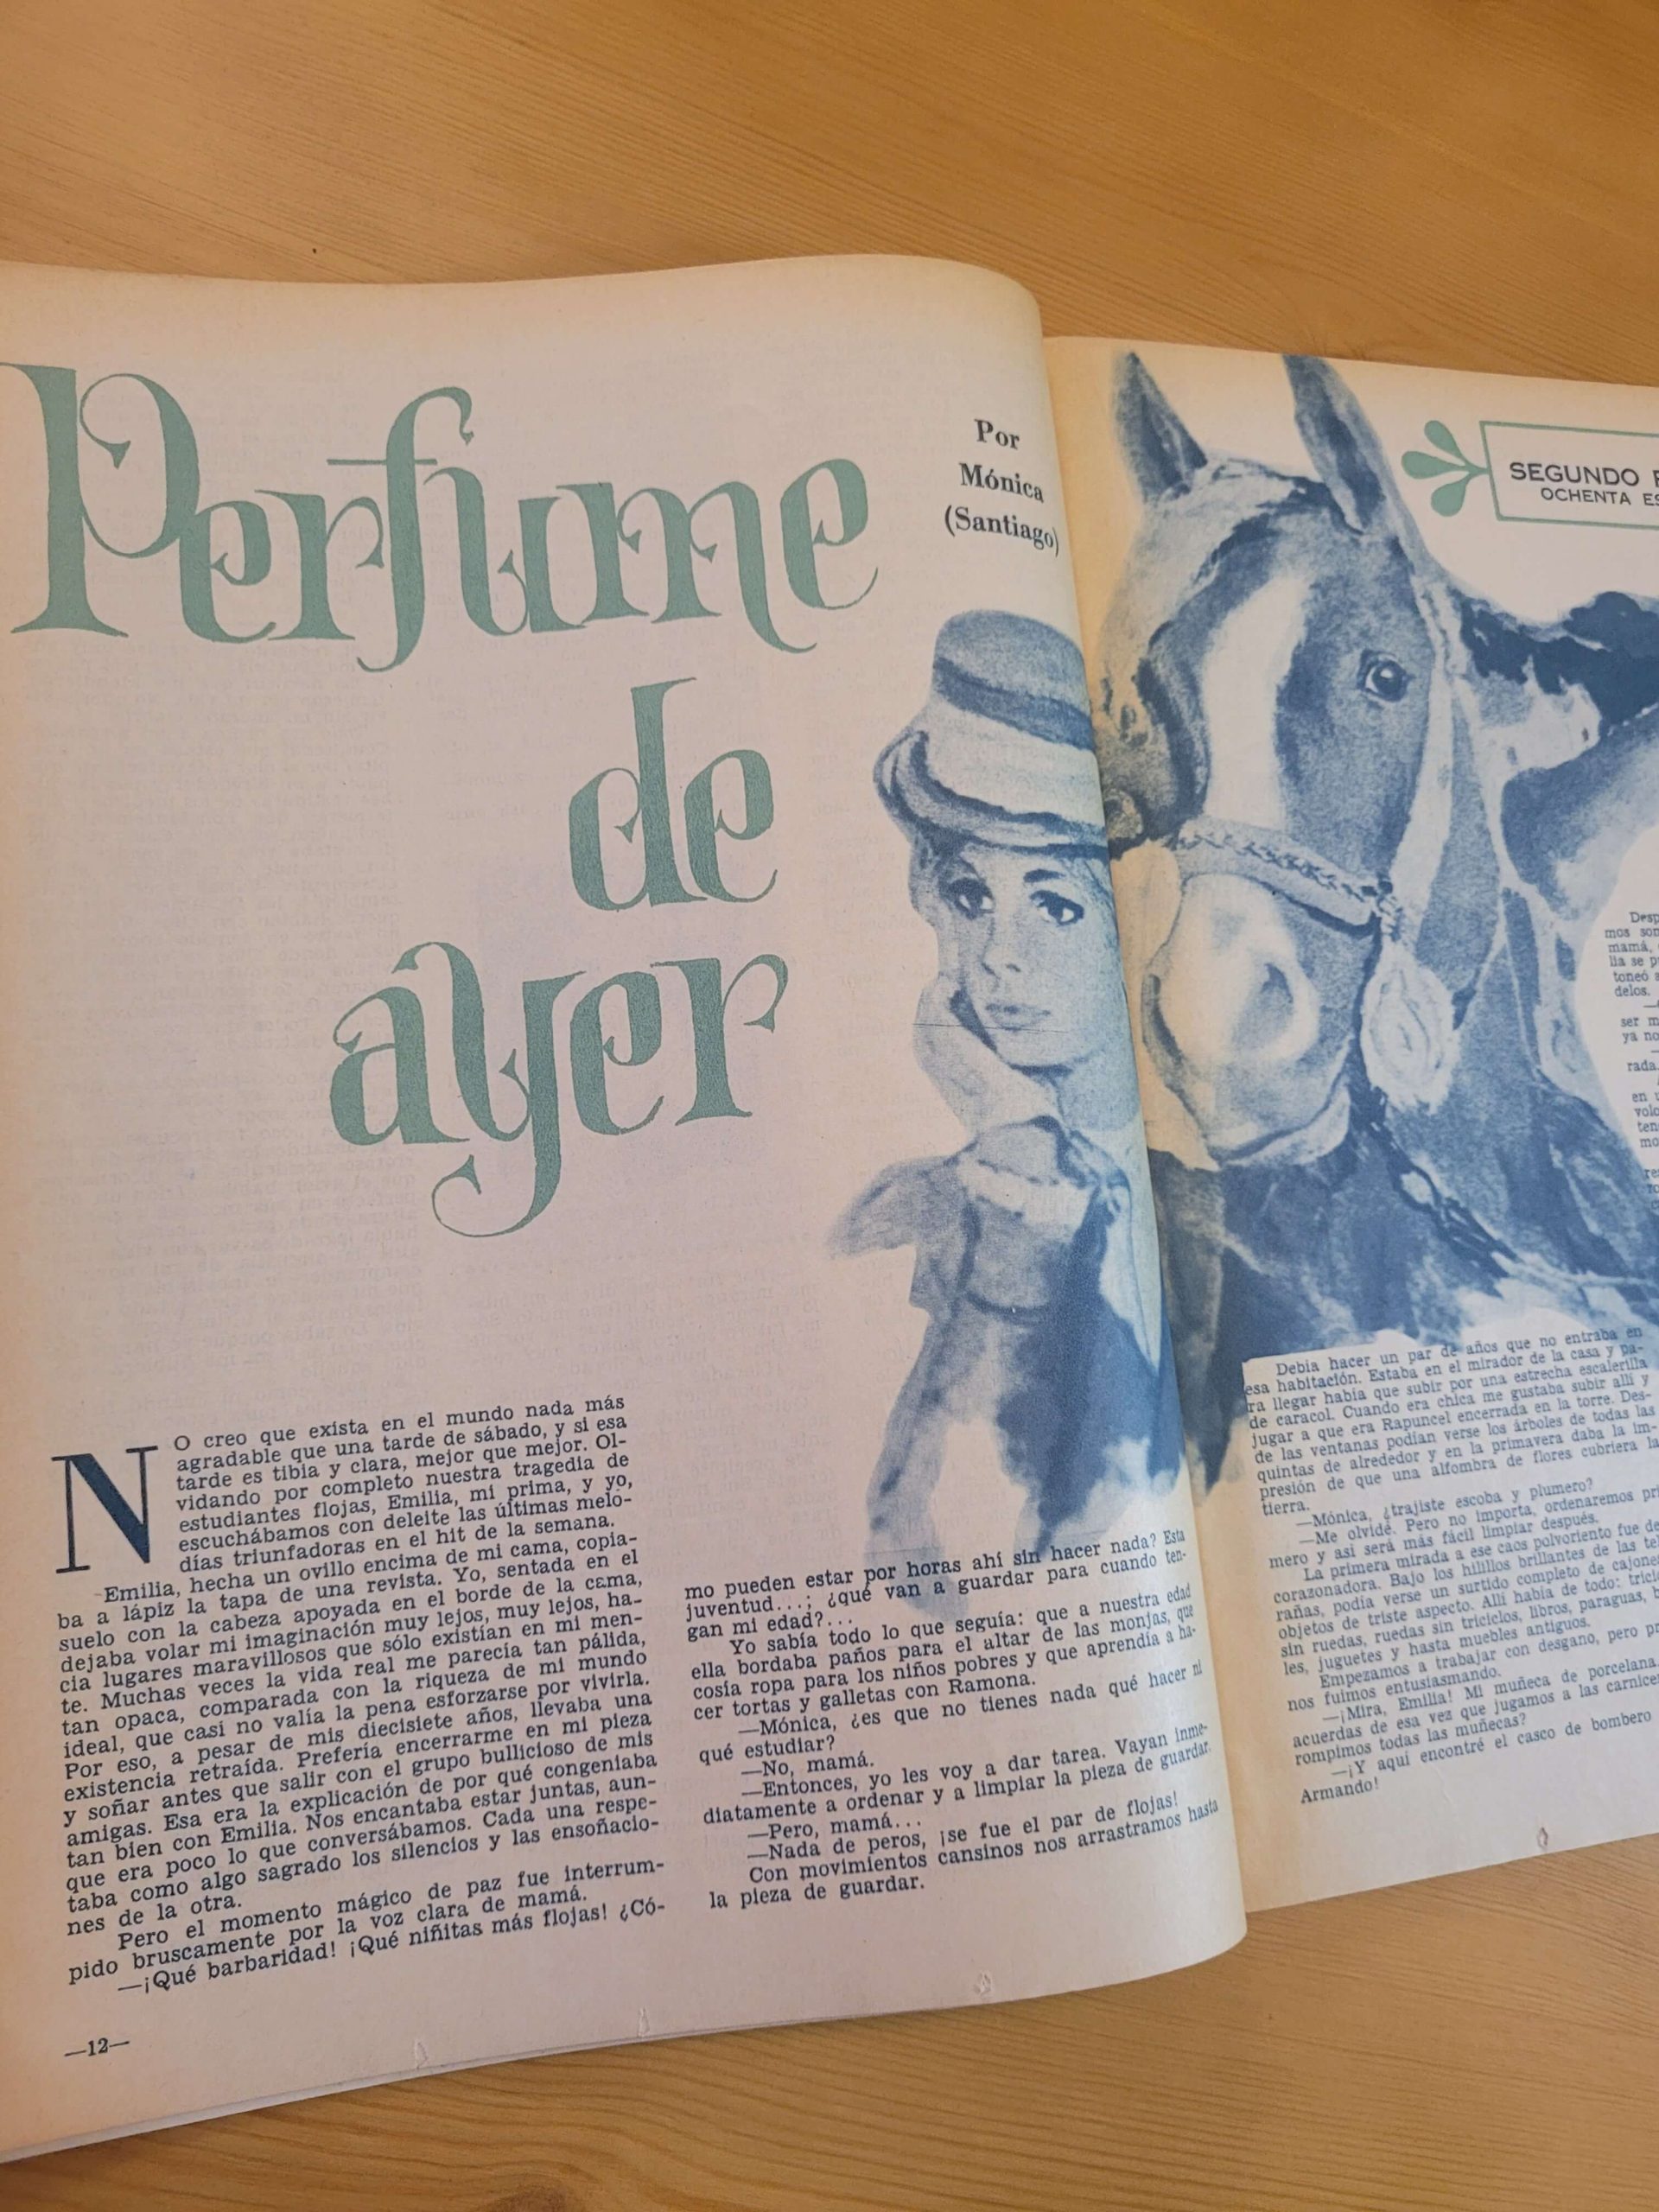 Perfume
de
ayer
Por
Mónica
(Santiago)
NO creo que exista en el mundo nada más
agradable que una tarde de sábado, y si esa
tarde es tibia y clara, mejor que mejor. Ol-
vidando por completo nuestra tragedia de
estudiantes flojas, Emilia, mi prima, y yo,
escuchábamos con deleite las últimas melo-
días triunfadoras en el hit de la semana.
Emilia, hecha un ovillo encima de mi cama, copia-
ba a lápiz la tapa de una revista. Yo, sentada en el
suelo con la cabeza apoyada en el borde de la cama,
dejaba volar mi imaginación muy lejos, muy lejos, ha-
cia lugares maravillosos que sólo existían en mi men-
te. Muchas veces la vida real me parecía tan pálida,
tan opaca, comparada con la riqueza de mi mundo
ideal, que casi no valía la pena esforzarse por vivirla.
Por eso, a pesar de mis diecisiete años, llevaba una
existencia retraída. Prefería encerrarme en mi pieza
y soñar antes que salir con el grupo bullicioso de mis
amigas. Esa era la explicación de por qué congeniaba
tan bien con Emilia. Nos encantaba estar juntas, aun-
que era poco lo que conversábamos. Cada una respe-
taba como algo sagrado los silencios y las ensoñacio-
nes de la otra.
Pero el momento mágico de paz fue interrum-
pido bruscamente por la voz clara de mamá.
—¡Qué barbaridad! ¡Qué niñitas más flojas! ¿Có-
mo pueden estar por horas ahí sin hacer nada? Esta
juventud...; ¿qué van a guardar para cuando ten-
gan mi edad?...
Yo sabía todo lo que seguía: que a nuestra edad
ella bordaba paños para el altar de las monjas, que
cosía ropa para los niños pobres y que aprendía a ha-
cer tortas y galletas con Ramona.
—Mónica, ¿es que no tienes nada qué hacer ni
qué estudiar?
—No, mamá.
—Entonces, yo les voy a dar tarea. Vayan inme-
diatamente a ordenar y a limpiar la pieza de guardar.
—Pero, mamá...
—Nada de peros, ¡se fue el par de flojas!
Con movimientos cansinos nos arrastramos hasta
la pieza de guardar.
—12—
SEGUNDO
OCHENTA
Debía hacer un par de años que no entraba en
esa habitación. Estaba en el mirador de la casa y pa-
ra llegar había que subir por una estrecha escalerilla
de caracol. Cuando era chica me gustaba subir allí y
jugar a que era Rapuncel encerrada en la torre. Des-
de las ventanas podían verse los árboles de todas las
quintas de alrededor y en la primavera daba la im-
presión de que una alfombra de flores cubriera la
tierra.
—Mónica, ¿trajiste escoba y plumero?
—Me olvidé. Pero no importa, ordenaremos pri
mero y así será más fácil limpiar después.
La primera mirada a ese caos polvoriento fue de
corazonadora. Bajo los hilillos brillantes de las tel
rañas, podía verse un surtido completo de cajone
objetos de triste aspecto. Allí había de todo: tricic
sin ruedas, ruedas sin triciclos, libros, paraguas, b
les, juguetes y hasta muebles antiguos.
Empezamos a trabajar con desgano, pero pr
nos fuimos entusiasmando.
—¡Mira, Emilia! Mi muñeca de porcelana.
acuerdas de esa vez que jugamos a las carnicer
rompimos todas las muñecas?
—¡Y aquí encontré el casco de bombero
Armando!
Desp
mos son
mamá,
lia se p
toneó a
delos.
ser m
ya no
rada.
en u
volo
ten
mo